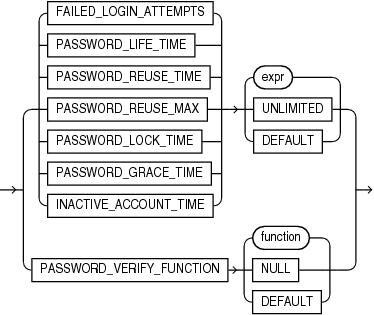 FAILED_LOGIN_ATTEMPTS
PASSWORD_LIFE_TIME
PASSWORD_REUSE_TIME
PASSWORD_REUSE_MAX
PASSWORD_LOCK_TIME
PASSWORD_GRACE_TIME
INACTIVE_ACCOUNT_TIME
expr
UNLIMITED
DEFAULT
PASSWORD_VERIFY_FUNCTION
function
NULL
DEFAULT